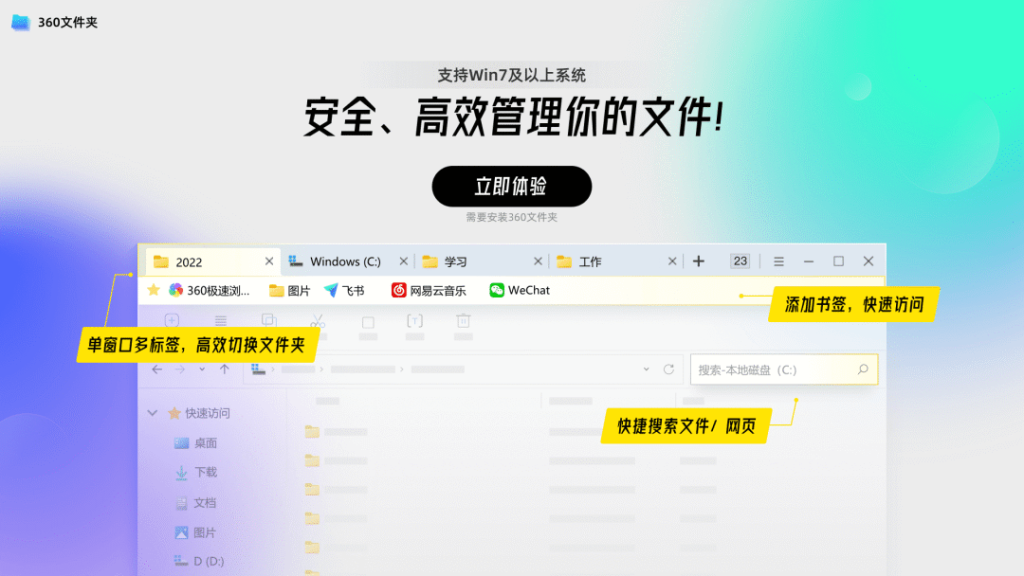 360文件夹
支持Win7及以上系统
安全、高效管理你的文件!
立即体验
需要安装360文件夹
2022
Windows (C:)
学习
工作
23
360极速浏...
图片
飞书
网易云音乐
WeChat
添加书签，快速访问
单窗口多标签，高效切换文件夹
搜索-本地磁盘（C:）
快捷搜索文件/ 网页
快速访问
桌面
下载
文档
图片
D (D:)